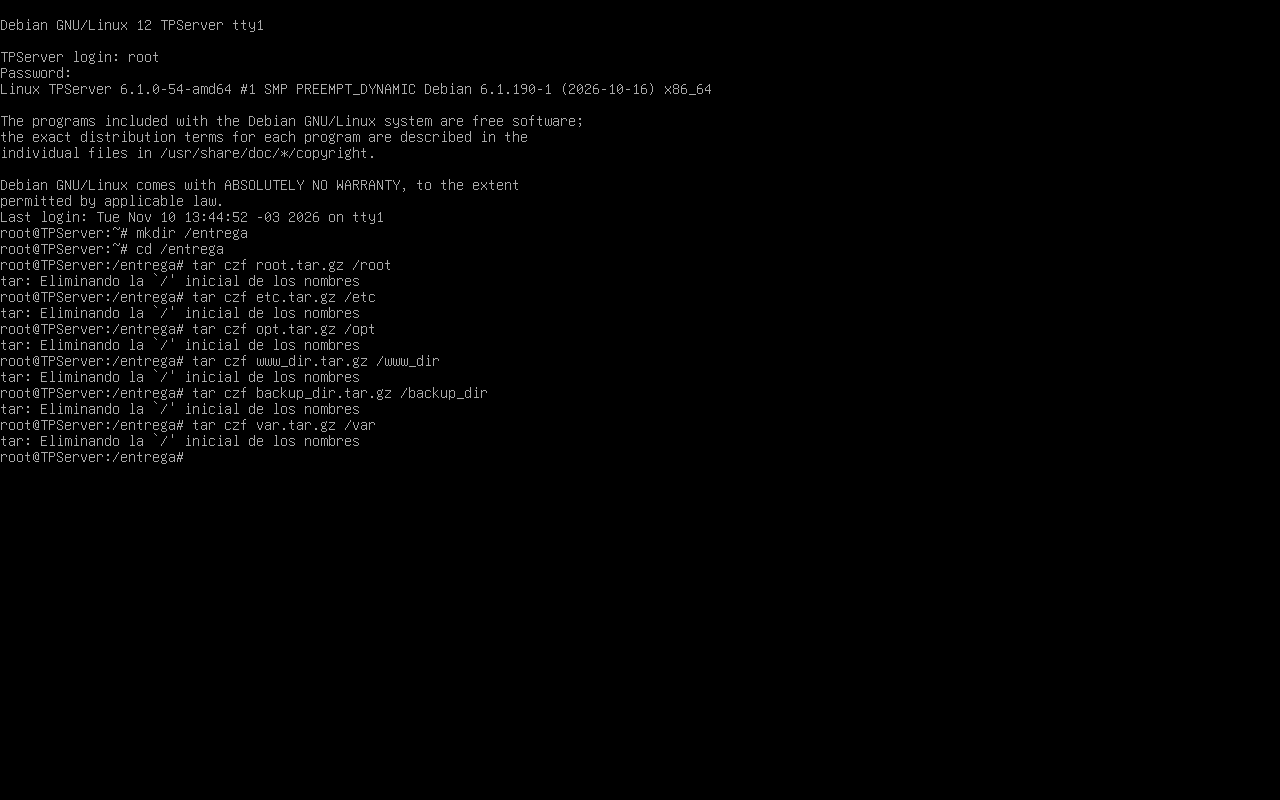 Debian GNU/Linux 12 TPServer tty1
TPServer login: root
Password:
Linux TPServer 6.1.0-54-amd64 #1 SMP PREEMPT_DYNAMIC Debian 6.1.190-1 (2026-10-16) x86_64
The programs included with the Debian GNU/Linux system are free software;
the exact distribution terms for each program are described in the
individual files in /usr/share/doc/*/copyright.
Debian GNU/Linux comes with ABSOLUTELY NO WARRANTY, to the extent
permitted by applicable law.
Last login: Tue Nov 10 13:44:52 -03 2026 on tty1
root@TPServer:~# mkdir /entrega
root@TPServer:~# cd /entrega
root@TPServer:/entrega# tar czf root.tar.gz /root
tar: Eliminando la `/' inicial de los nombres
root@TPServer:/entrega# tar czf etc.tar.gz /etc
tar: Eliminando la `/' inicial de los nombres
root@TPServer:/entrega# tar czf opt.tar.gz /opt
tar: Eliminando la `/' inicial de los nombres
root@TPServer:/entrega# tar czf www_dir.tar.gz /www_dir
tar: Eliminando la `/' inicial de los nombres
root@TPServer:/entrega# tar czf backup_dir.tar.gz /backup_dir
tar: Eliminando la `/' inicial de los nombres
root@TPServer:/entrega# tar czf var.tar.gz /var
tar: Eliminando la `/' inicial de los nombres
root@TPServer:/entrega#